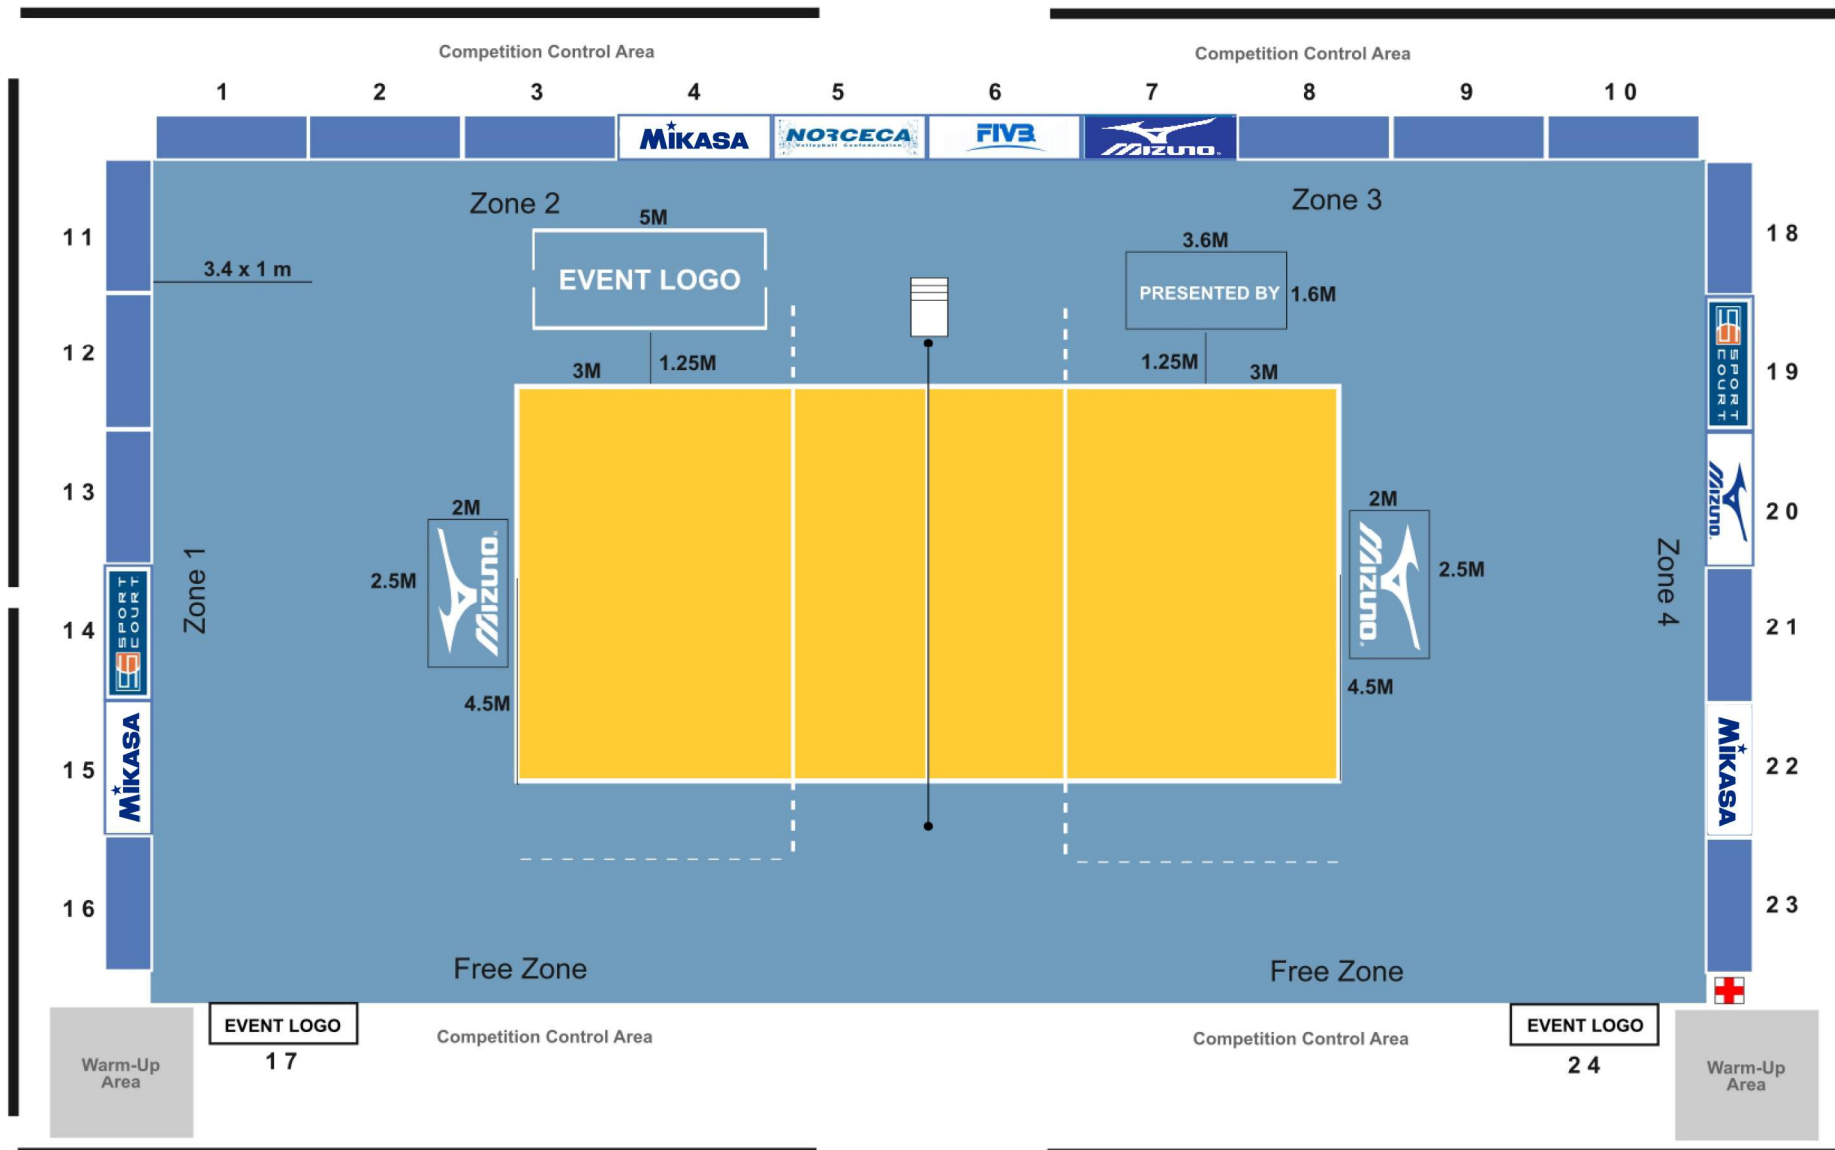 Competition Control Area
Competition Control Area
1 2 3 4 5 6 7 8 9 10
MIKASA
NORCECA
Volleyball Confederation
FIVB
MIZUNO
Zone 2
Zone 3
5M
3.6M
11
18
3.4 x 1 m
EVENT LOGO
PRESENTED BY
1.6M
12
19
SPORT
COURT
3M
1.25M
1.25M
3M
13
20
MIZUNO
2M
2M
2.5M
MIZUNO
MIZUNO
2.5M
Zone 1
Zone 4
14
21
SPORT
COURT
4.5M
4.5M
15
22
MIKASA
MIKASA
16
23
Free Zone
Free Zone
EVENT LOGO
EVENT LOGO
Competition Control Area
Competition Control Area
17
24
Warm-Up
Area
Warm-Up
Area